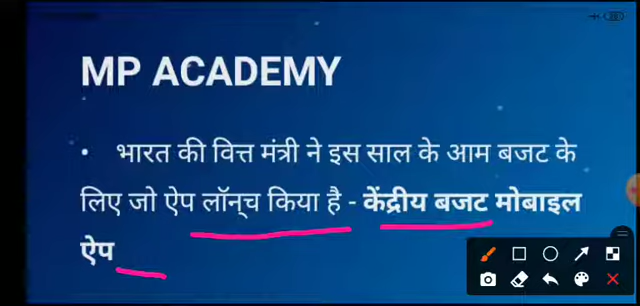 MP ACADEMY
• भारत की वित्त मंत्री ने इस साल के आम बजट के
लिए जो ऐप लॉन्च किया है - केंद्रीय बजट मोबाइल
ऐप